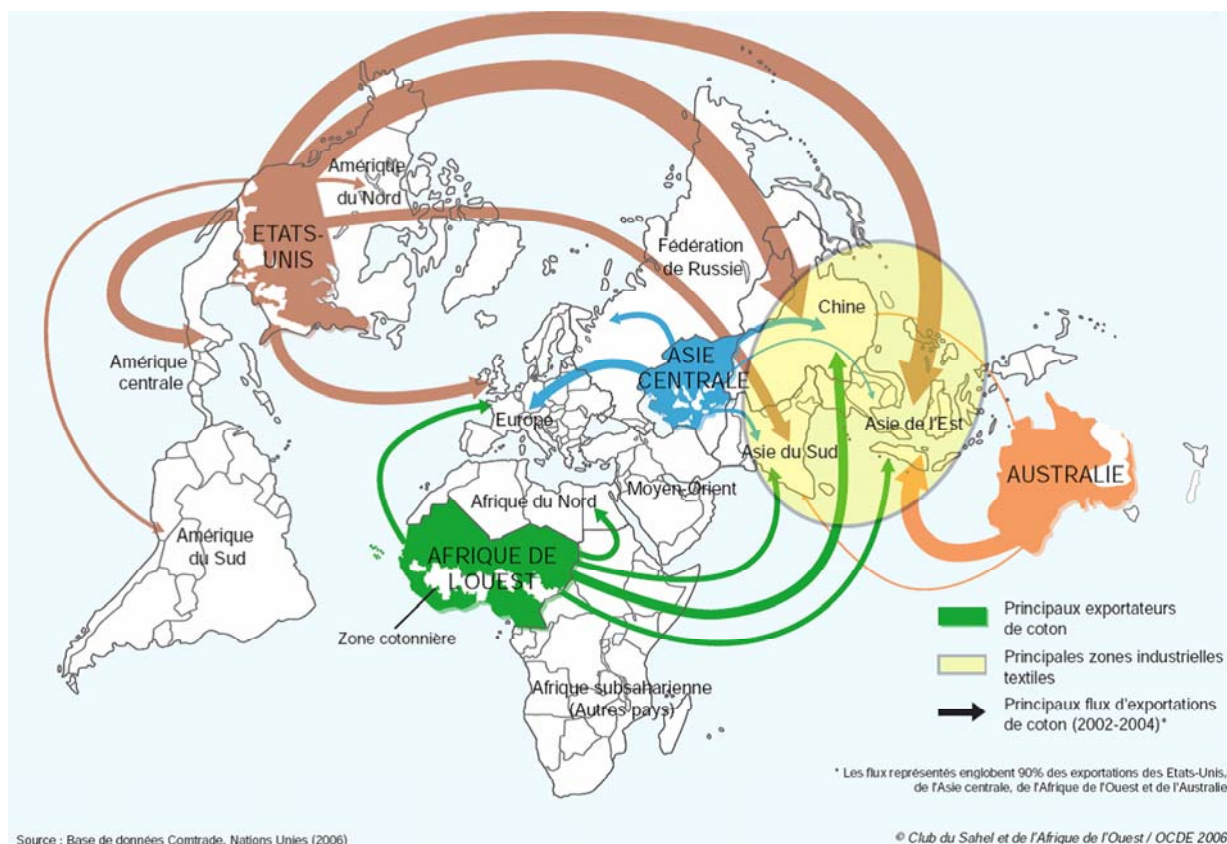 Amérique
du Nord
ETATS-
UNIS
Fédération
de Russie
Chine
Amérique
centrale
ASIE
CENTRALE
Europe
Asie de l'Est
Asie du Sud
AUSTRALIE
Moyen-Orient
Afrique du Nord
Amérique
du Sud
AFRIQUE DE
L'OUEST
Zone cotonnière
Afrique subsaharienne
(Autres pays)
Principaux exportateurs
de coton
Principales zones industrielles
textiles
Principaux flux d'exportations
de coton (2002-2004)*
* Les flux représentés englobent 90% des exportations des Etats-Unis,
de l'Asie centrale, de l'Afrique de l'Ouest et de l'Australie
Source : Base de données Comtrade, Nations Unies (2006)
© Club du Sahel et de l'Afrique de l'Ouest / OCDE 2006